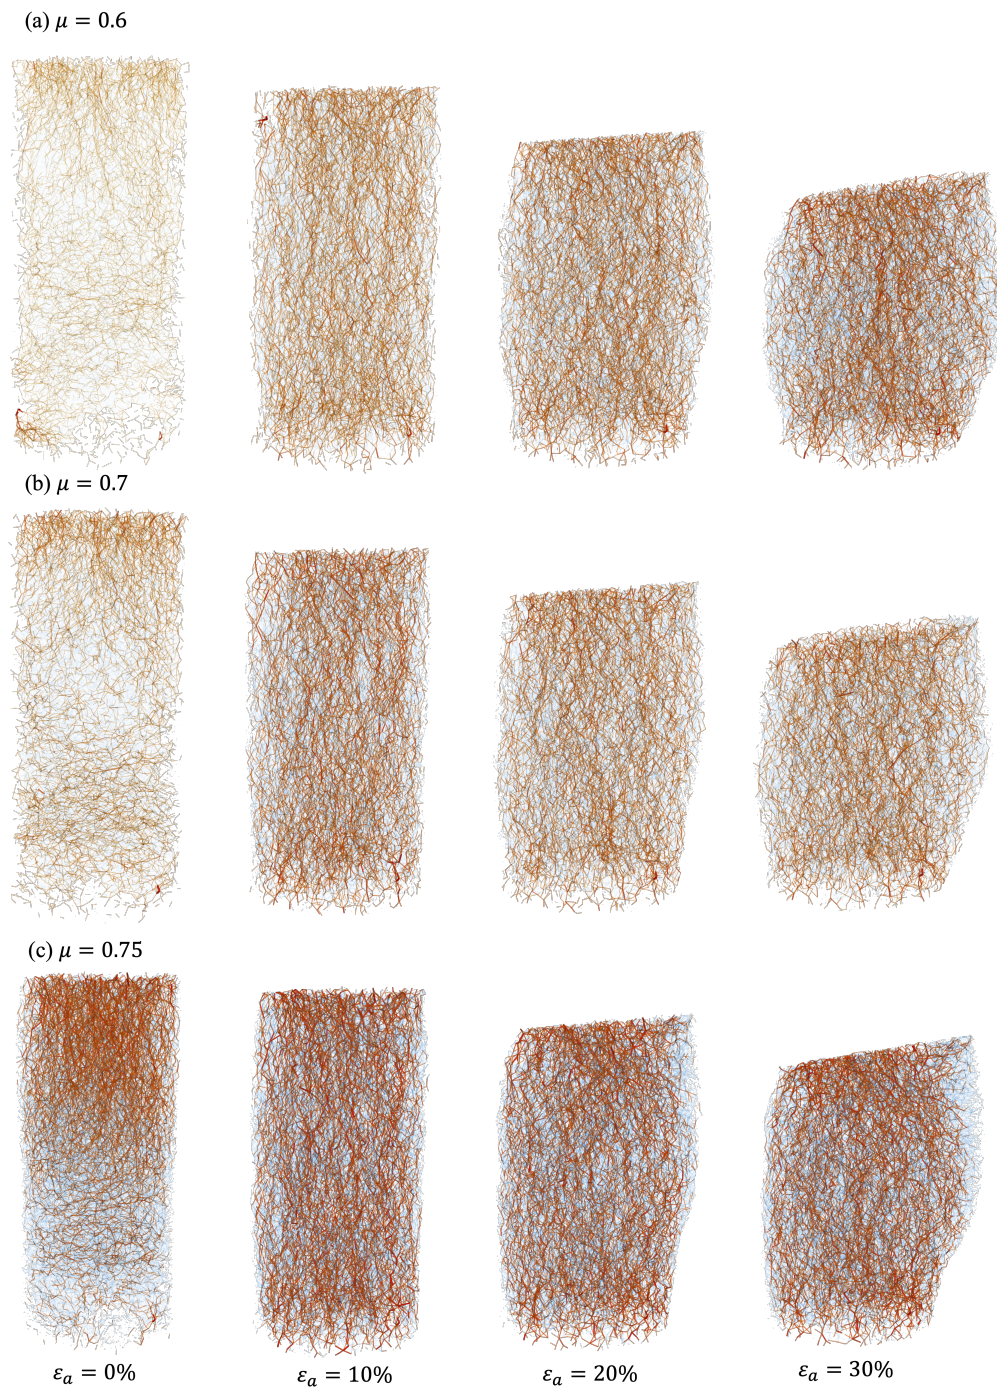 (a) μ = 0.6
(b) μ = 0.7
(c) μ = 0.75
εₐ = 0% εₐ = 10% εₐ = 20% εₐ = 30%